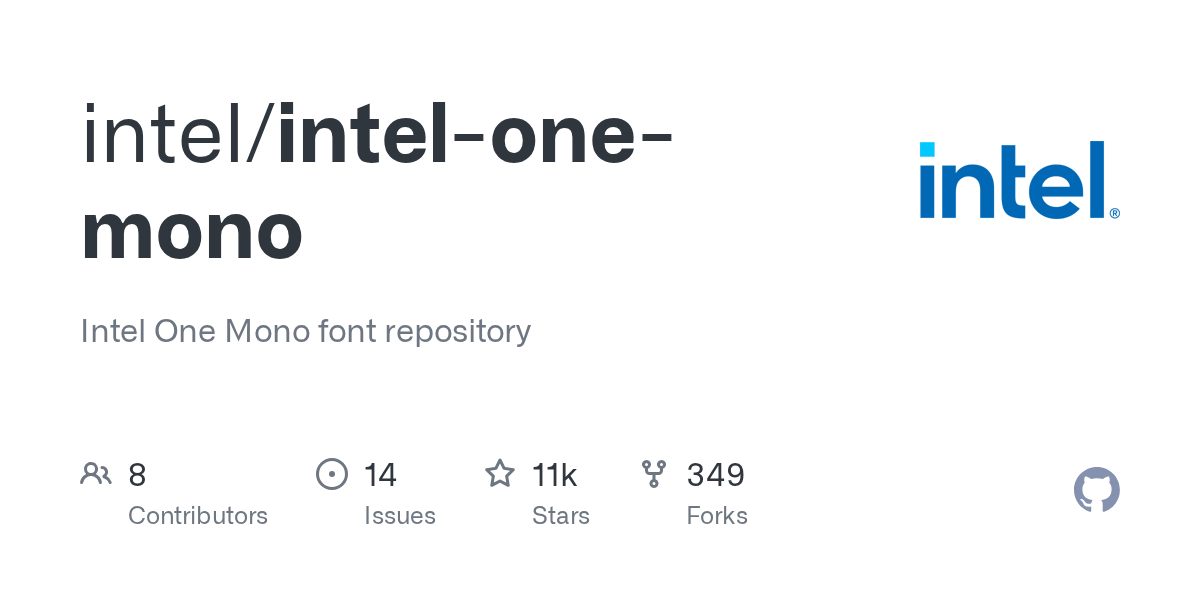 intel/intel-one-
mono
intel®
Intel One Mono font repository
8
Contributors
14
Issues
11k
Stars
349
Forks